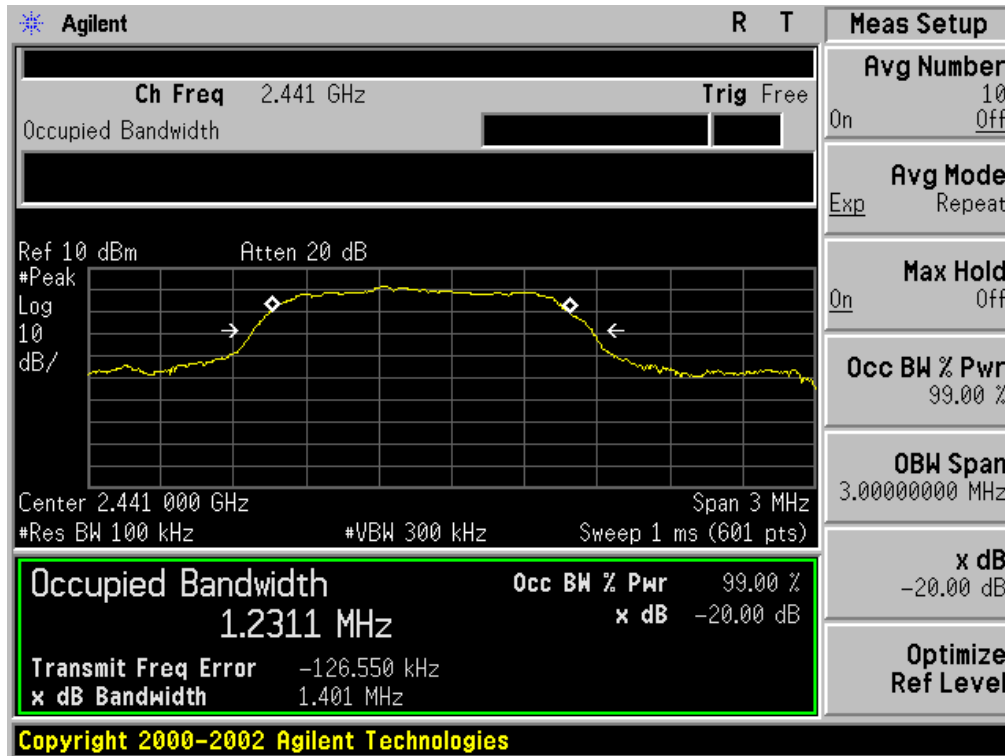 Agilent R T
Ch Freq 2.441 GHz Trig Free
Occupied Bandwidth
Ref 10 dBm Atten 20 dB
#Peak
Log
10
dB/
Center 2.441 000 GHz Span 3 MHz
#Res BW 100 kHz #VBW 300 kHz Sweep 1 ms (601 pts)
Occupied Bandwidth
1.2311 MHz
Occ BW % Pwr 99.00 %
x dB -20.00 dB
Transmit Freq Error -126.550 kHz
x dB Bandwidth 1.401 MHz
Copyright 2000-2002 Agilent Technologies
Meas Setup
Avg Number
10
On Off
Avg Mode
Exp Repeat
Max Hold
On Off
Occ BW % Pwr
99.00 %
OBW Span
3.00000000 MHz
x dB
-20.00 dB
Optimize
Ref Level